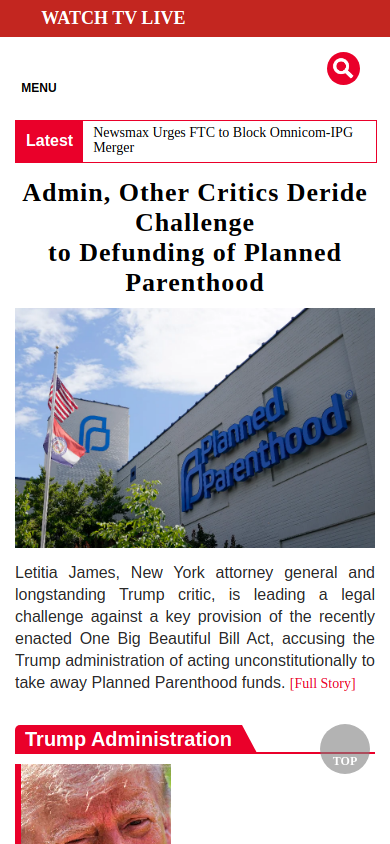 WATCH TV LIVE
MENU
Latest
Newsmax Urges FTC to Block Omnicom-IPG
Merger
Admin, Other Critics Deride
Challenge
to Defunding of Planned
Parenthood
Planned
Parenthood®
Letitia James, New York attorney general and
longstanding Trump critic, is leading a legal
challenge against a key provision of the recently
enacted One Big Beautiful Bill Act, accusing the
Trump administration of acting unconstitutionally to
take away Planned Parenthood funds. [Full Story]
Trump Administration
TOP